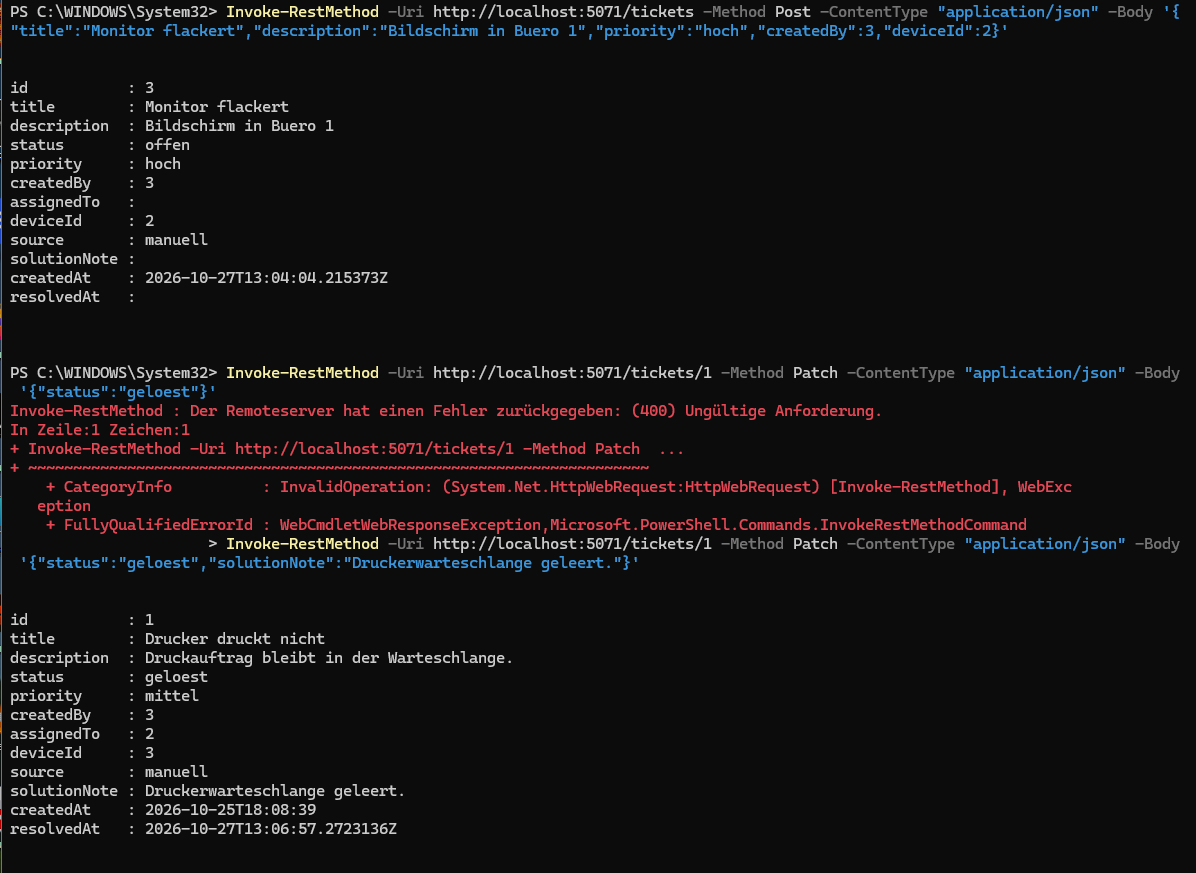 PS C:\WINDOWS\System32> Invoke-RestMethod -Uri http://localhost:5071/tickets -Method Post -ContentType "application/json" -Body '{
"title":"Monitor flackert","description":"Bildschirm in Buero 1","priority":"hoch","createdBy":3,"deviceId":2}'
id : 3
title : Monitor flackert
description : Bildschirm in Buero 1
status : offen
priority : hoch
createdBy : 3
assignedTo :
deviceId : 2
source : manuell
solutionNote :
createdAt : 2026-10-27T13:04:04.215373Z
resolvedAt :
PS C:\WINDOWS\System32> Invoke-RestMethod -Uri http://localhost:5071/tickets/1 -Method Patch -ContentType "application/json" -Body
'{"status":"geloest"}'
Invoke-RestMethod : Der Remoteserver hat einen Fehler zurückgegeben: (400) Ungültige Anforderung.
In Zeile:1 Zeichen:1
+ Invoke-RestMethod -Uri http://localhost:5071/tickets/1 -Method Patch ...
+ ~~~~~~~~~~~~~~~~~~~~~~~~~~~~~~~~~~~~~~~~~~~~~~~~~~~~~~~~~~~~~~~~~~~~~
+ CategoryInfo : InvalidOperation: (System.Net.HttpWebRequest:HttpWebRequest) [Invoke-RestMethod], WebExc
eption
+ FullyQualifiedErrorId : WebCmdletWebResponseException,Microsoft.PowerShell.Commands.InvokeRestMethodCommand
> Invoke-RestMethod -Uri http://localhost:5071/tickets/1 -Method Patch -ContentType "application/json" -Body
'{"status":"geloest","solutionNote":"Druckerwarteschlange geleert."}'
id : 1
title : Drucker druckt nicht
description : Druckauftrag bleibt in der Warteschlange.
status : geloest
priority : mittel
createdBy : 3
assignedTo : 2
deviceId : 3
source : manuell
solutionNote : Druckerwarteschlange geleert.
createdAt : 2026-10-25T18:08:39
resolvedAt : 2026-10-27T13:06:57.2723136Z